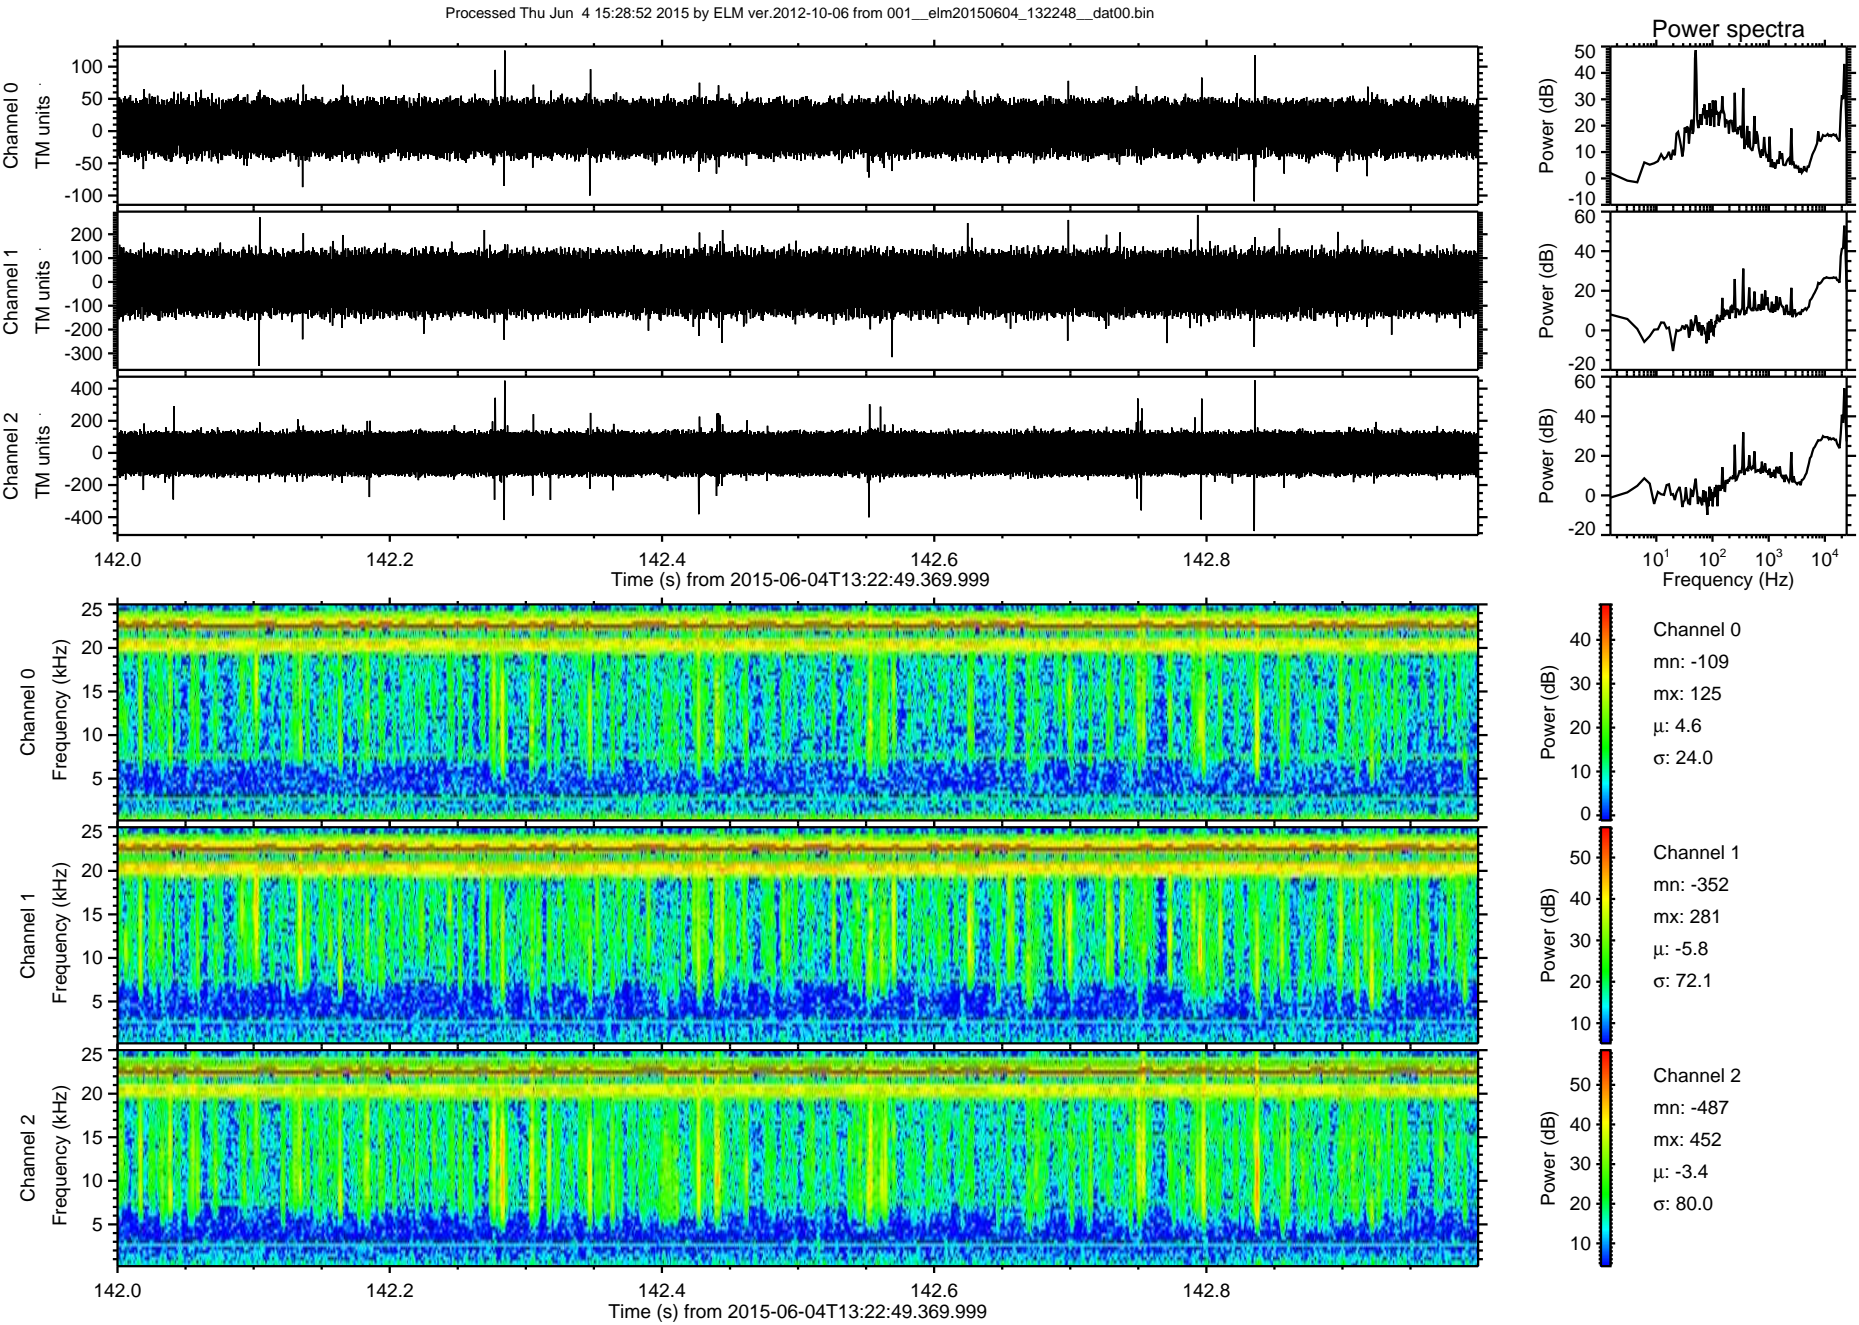 Processed Thu Jun  4 15:28:52 2015 by ELM ver.2012-10-06 from 001__elm20150604_132248__dat00.bin
Power spectra
Channel 0
TM units
100
50
0
-50
-100
Power (dB)
50
40
30
20
10
0
-10
Channel 1
TM units
200
100
0
-100
-200
-300
Power (dB)
60
40
20
0
-20
Channel 2
TM units
400
200
0
-200
-400
Power (dB)
60
40
20
0
-20
142.0 142.2 142.4 142.6 142.8
Time (s) from 2015-06-04T13:22:49.369.999
10¹ 10² 10³ 10⁴
Frequency (Hz)
Channel 0
Frequency (kHz)
25
20
15
10
5
Power (dB)
40
30
20
10
0
Channel 0
mn: -109
mx: 125
μ: 4.6
σ: 24.0
Channel 1
Frequency (kHz)
25
20
15
10
5
Power (dB)
50
40
30
20
10
Channel 1
mn: -352
mx: 281
μ: -5.8
σ: 72.1
Channel 2
Frequency (kHz)
25
20
15
10
5
Power (dB)
50
40
30
20
10
Channel 2
mn: -487
mx: 452
μ: -3.4
σ: 80.0
142.0 142.2 142.4 142.6 142.8
Time (s) from 2015-06-04T13:22:49.369.999